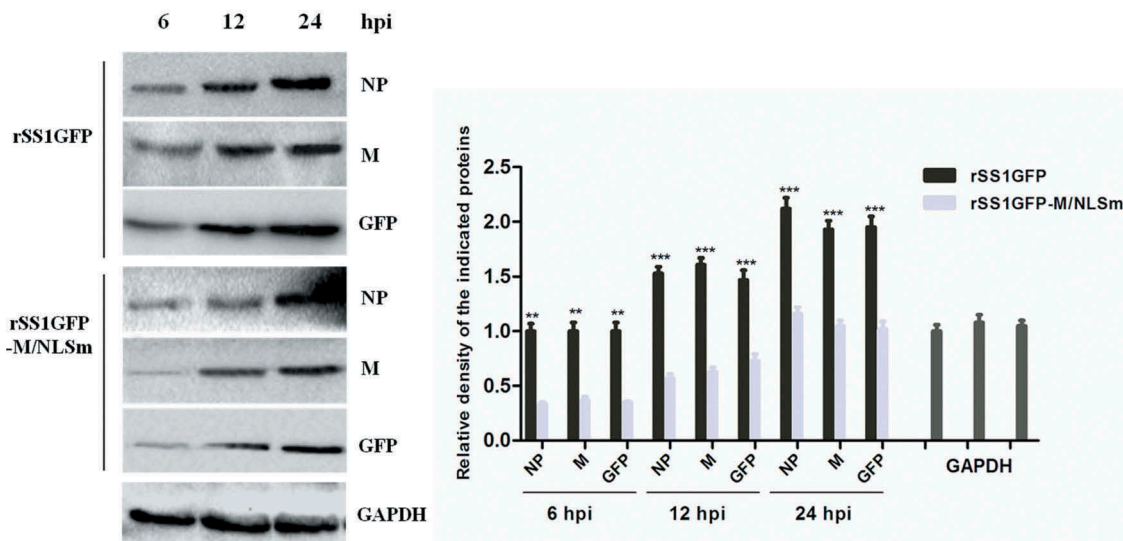 6 12 24 hpi
rSS1GFP
NP
M
GFP
rSS1GFP
-M/NLSm
NP
M
GFP
GAPDH
Relative density of the indicated proteins
2.5
2.0
1.5
1.0
0.5
0.0
rSS1GFP
rSS1GFP-M/NLSm
** ** **
*** *** ***
*** *** ***
NP M GFP NP M GFP NP M GFP
GAPDH
6 hpi 12 hpi 24 hpi